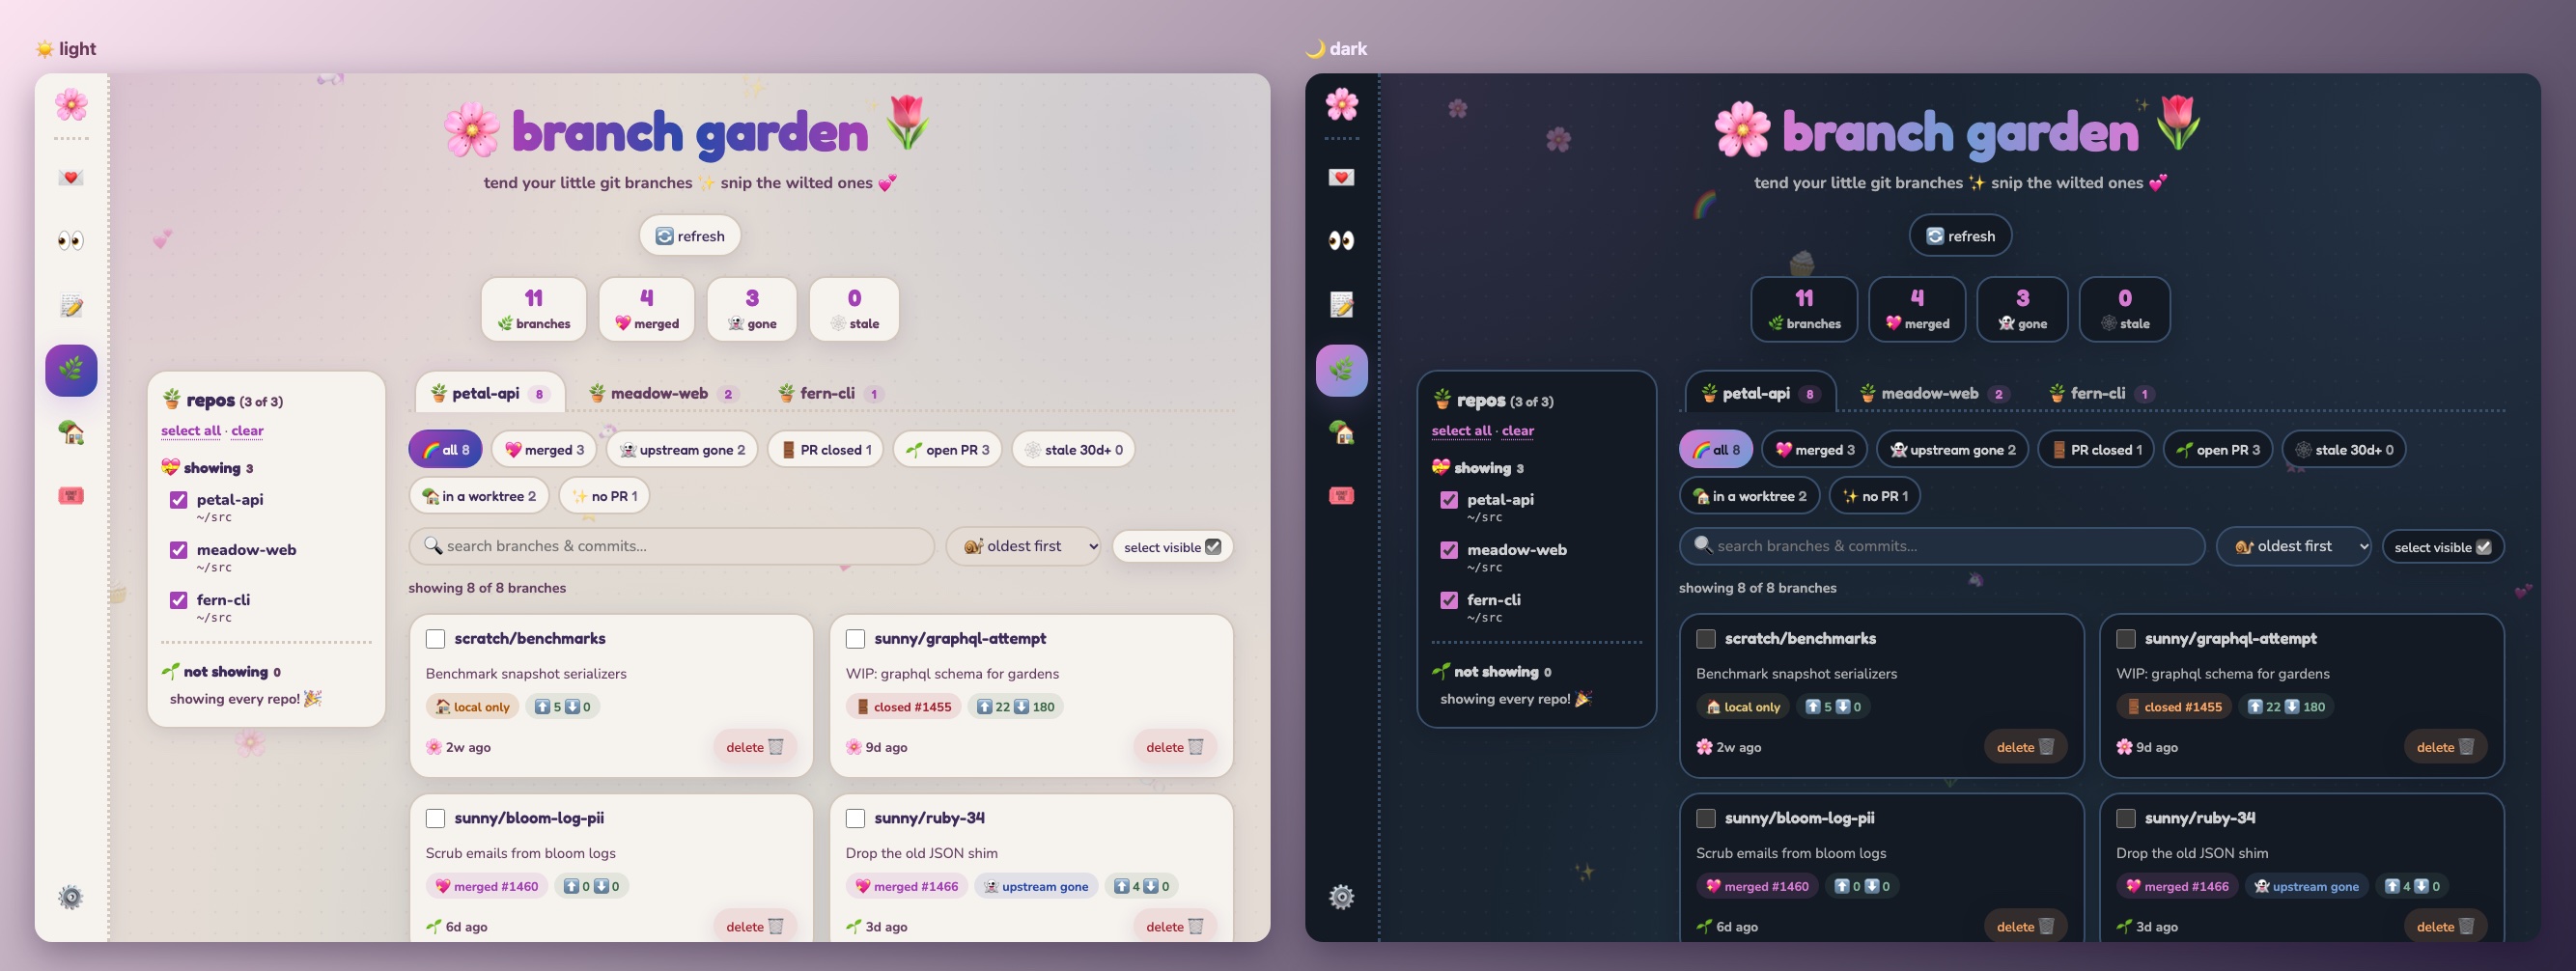 light
branch garden
tend your little git branches ✨ snip the wilted ones 💕
refresh
11
branches
4
merged
3
gone
0
stale
repos (3 of 3)
select all · clear
showing 3
petal-api
~/src
meadow-web
~/src
fern-cli
~/src
not showing 0
showing every repo! 🎉
petal-api 8
meadow-web 2
fern-cli 1
all 8
merged 3
upstream gone 2
PR closed 1
open PR 3
stale 30d+ 0
in a worktree 2
no PR 1
search branches & commits...
oldest first
select visible
showing 8 of 8 branches
scratch/benchmarks
Benchmark snapshot serializers
local only
⬆️ 5 ⬇️ 0
2w ago
delete
sunny/graphql-attempt
WIP: graphql schema for gardens
closed #1455
⬆️ 22 ⬇️ 180
9d ago
delete
sunny/bloom-log-pii
Scrub emails from bloom logs
merged #1460
⬆️ 0 ⬇️ 0
6d ago
delete
sunny/ruby-34
Drop the old JSON shim
merged #1466
upstream gone
⬆️ 4 ⬇️ 0
3d ago
delete
dark
branch garden
tend your little git branches ✨ snip the wilted ones 💕
refresh
11
branches
4
merged
3
gone
0
stale
repos (3 of 3)
select all · clear
showing 3
petal-api
~/src
meadow-web
~/src
fern-cli
~/src
not showing 0
showing every repo! 🎉
petal-api 8
meadow-web 2
fern-cli 1
all 8
merged 3
upstream gone 2
PR closed 1
open PR 3
stale 30d+ 0
in a worktree 2
no PR 1
search branches & commits...
oldest first
select visible
showing 8 of 8 branches
scratch/benchmarks
Benchmark snapshot serializers
local only
⬆️ 5 ⬇️ 0
2w ago
delete
sunny/graphql-attempt
WIP: graphql schema for gardens
closed #1455
⬆️ 22 ⬇️ 180
9d ago
delete
sunny/bloom-log-pii
Scrub emails from bloom logs
merged #1460
⬆️ 0 ⬇️ 0
6d ago
delete
sunny/ruby-34
Drop the old JSON shim
merged #1466
upstream gone
⬆️ 4 ⬇️ 0
3d ago
delete